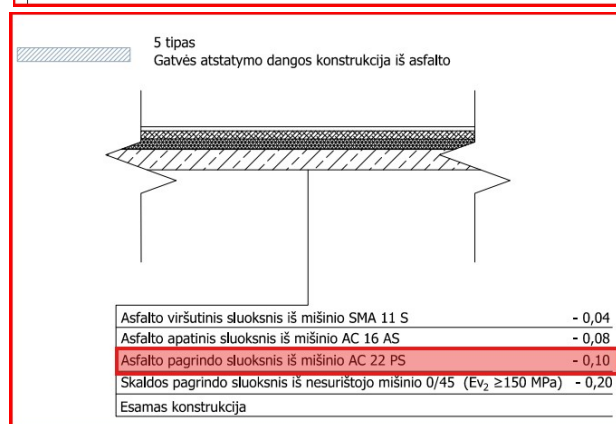 5 tipas
Gatvės atstatymo dangos konstrukcija iš asfalto
Asfalto viršutinis sluoksnis iš mišinio SMA 11 S - 0,04
Asfalto apatinis sluoksnis iš mišinio AC 16 AS - 0,08
Asfalto pagrindo sluoksnis iš mišinio AC 22 PS - 0,10
Skaldos pagrindo sluoksnis iš nesurištojo mišinio 0/45 (Ev₂ ≥150 MPa) - 0,20
Esamas konstrukcija